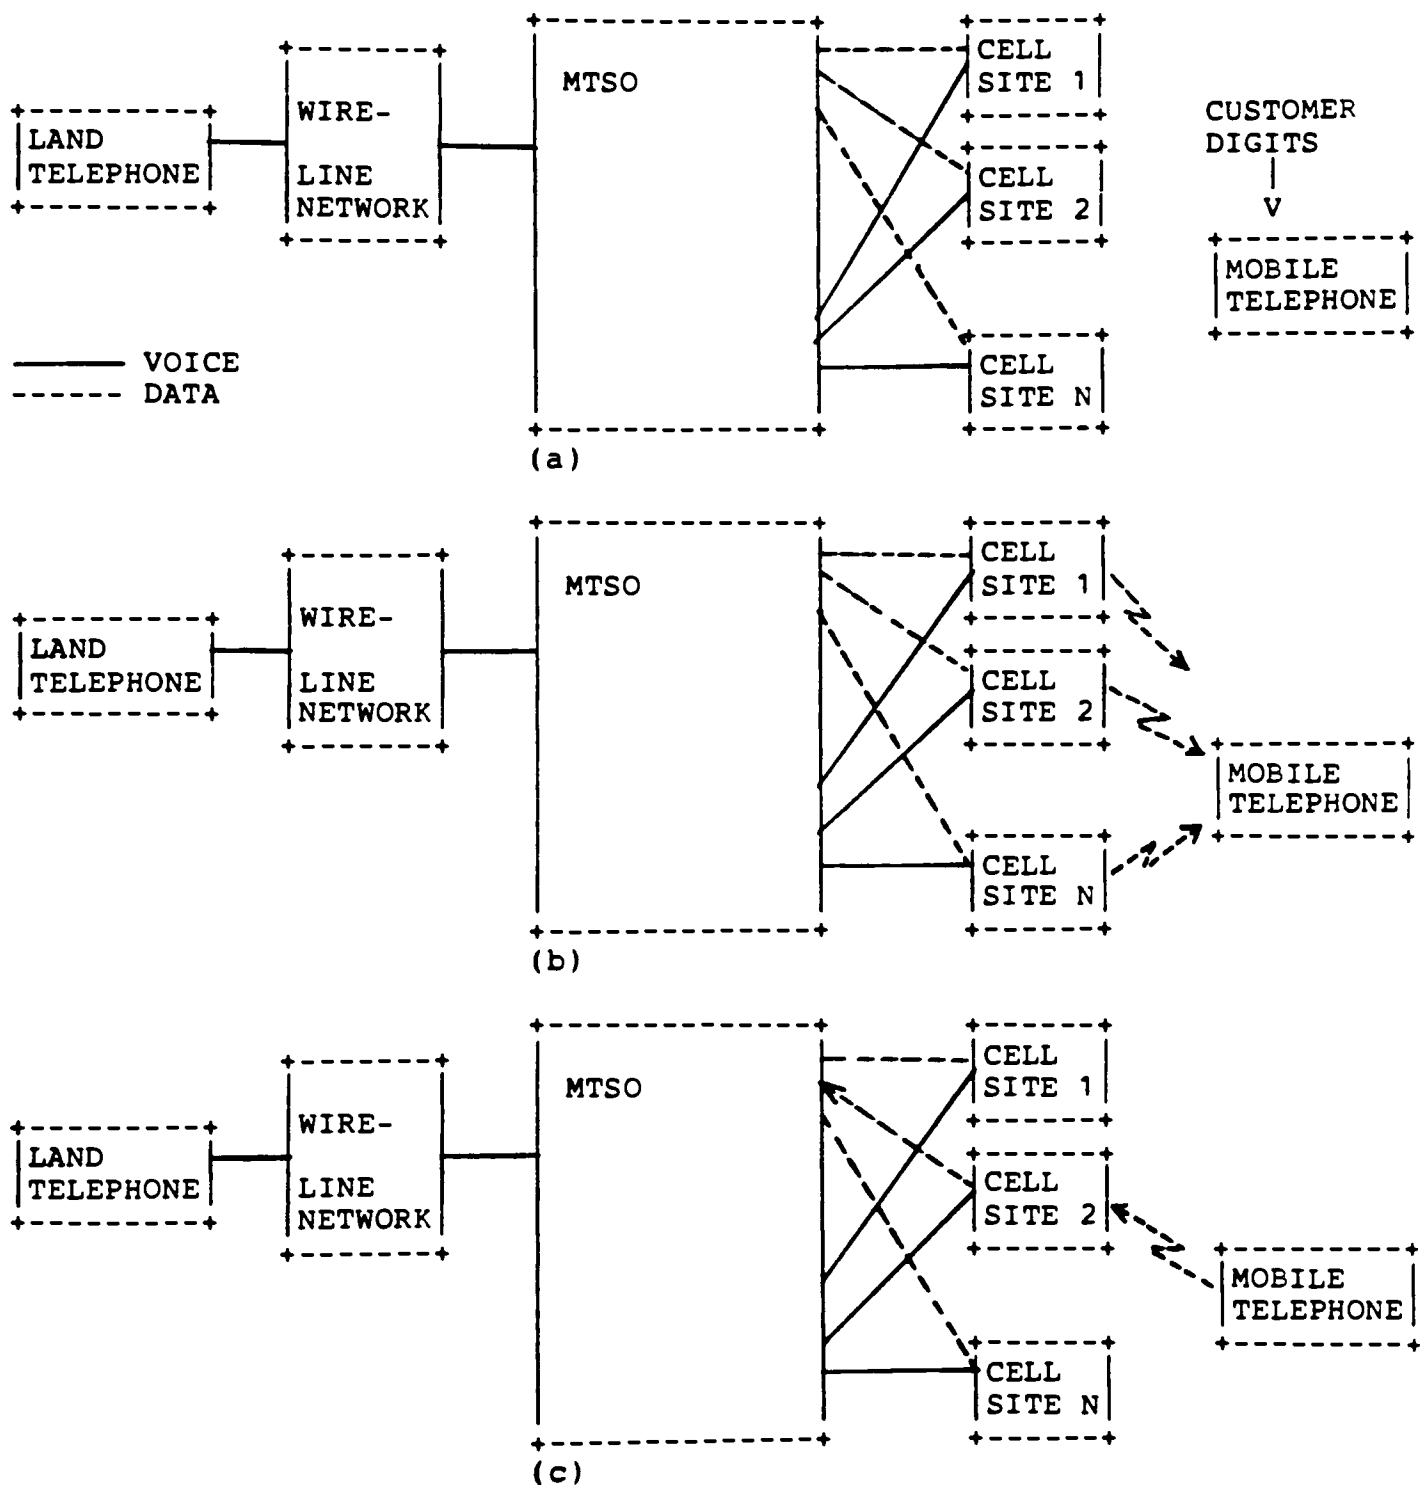 LAND
TELEPHONE
WIRE-
LINE
NETWORK
MTSO
CELL
SITE 1
CELL
SITE 2
CELL
SITE N
CUSTOMER
DIGITS
V
MOBILE
TELEPHONE
VOICE
DATA
(a)
LAND
TELEPHONE
WIRE-
LINE
NETWORK
MTSO
CELL
SITE 1
CELL
SITE 2
CELL
SITE N
MOBILE
TELEPHONE
(b)
LAND
TELEPHONE
WIRE-
LINE
NETWORK
MTSO
CELL
SITE 1
CELL
SITE 2
CELL
SITE N
MOBILE
TELEPHONE
(c)